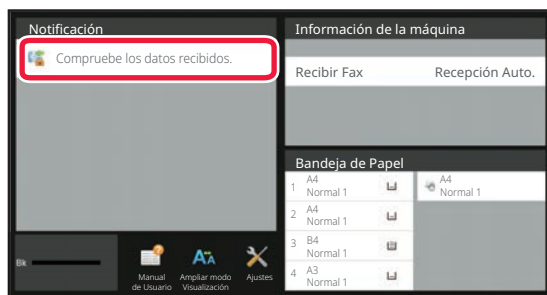 Notificación
Compruebe los datos recibidos.
Información de la máquina
Recibir Fax Recepción Auto.
Bandeja de Papel
1 A4
Normal 1
A4
Normal 1
2 A4
Normal 1
3 B4
Normal 1
4 A3
Normal 1
Bk
Manual
de Usuario
Ampliar modo
Visualización
Ajustes